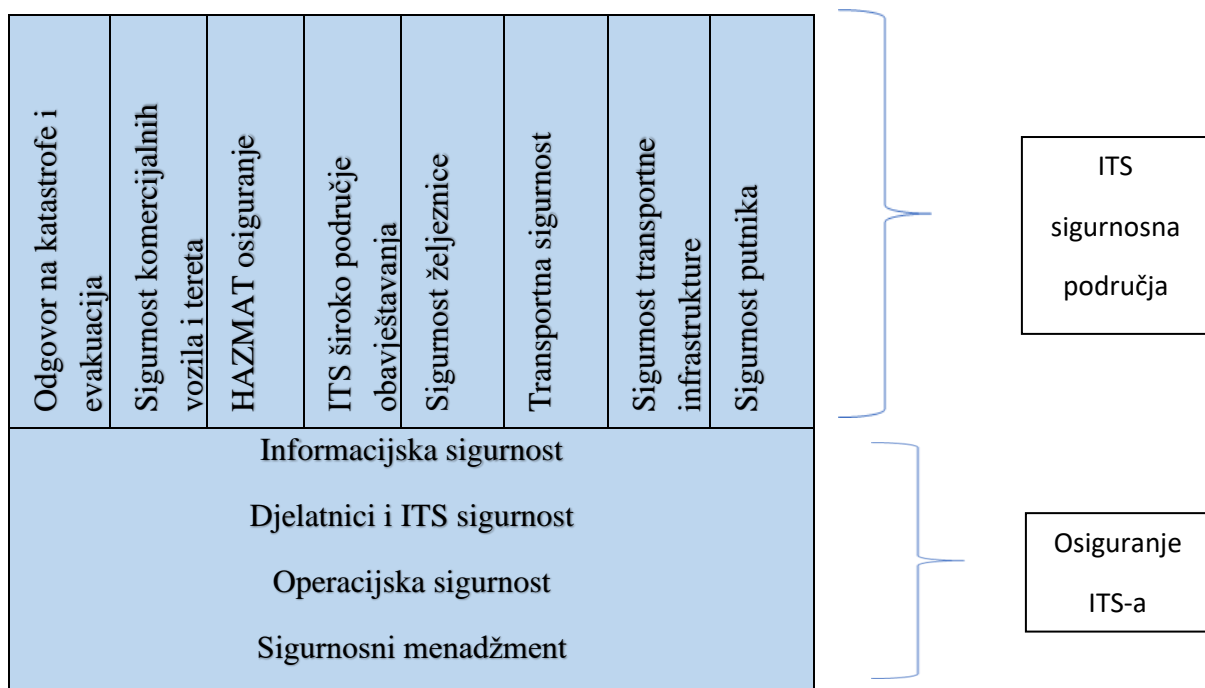 Odgovor na katastrofe i
evakuacija
Sigurnost komercijalnih
vozila i tereta
HAZMAT osiguranje
ITS široko područje
obavještavanja
Sigurnost željeznice
Transportna sigurnost
Sigurnost transportne
infrastrukture
Sigurnost putnika
ITS
sigurnosna
područja
Informacijska sigurnost
Djelatnici i ITS sigurnost
Operacijska sigurnost
Sigurnosni menadžment
Osiguranje
ITS-a